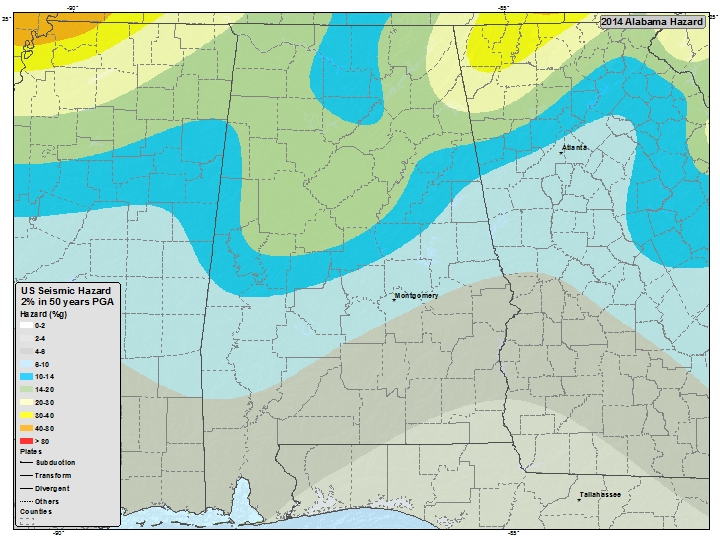 -90°
-85°
35°
2014 Alabama Hazard
35°
Atlanta
US Seismic Hazard
2% in 50 years PGA
Montgomery
Hazard (%g)
0-2
2-4
4-6
6-10
10-14
14-20
20-30
30-40
40-80
> 80
Plates
Subduction
Transform
Divergent
Others
Tallahassee
Counties
-90°
-85°